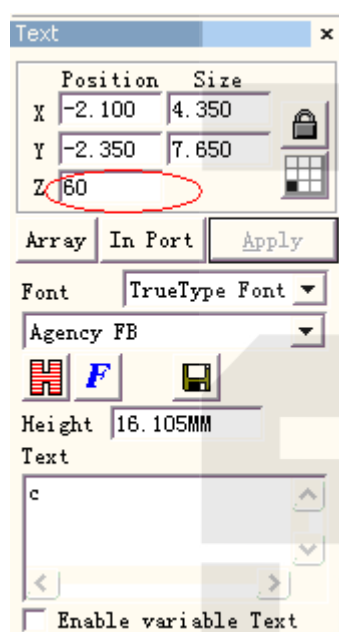 Text
Position Size
X -2.100 4.350
Y -2.350 7.650
Z 60
Array In Port Apply
Font TrueType Font
Agency FB
H F
Height 16.105MM
Text
c
Enable variable Text